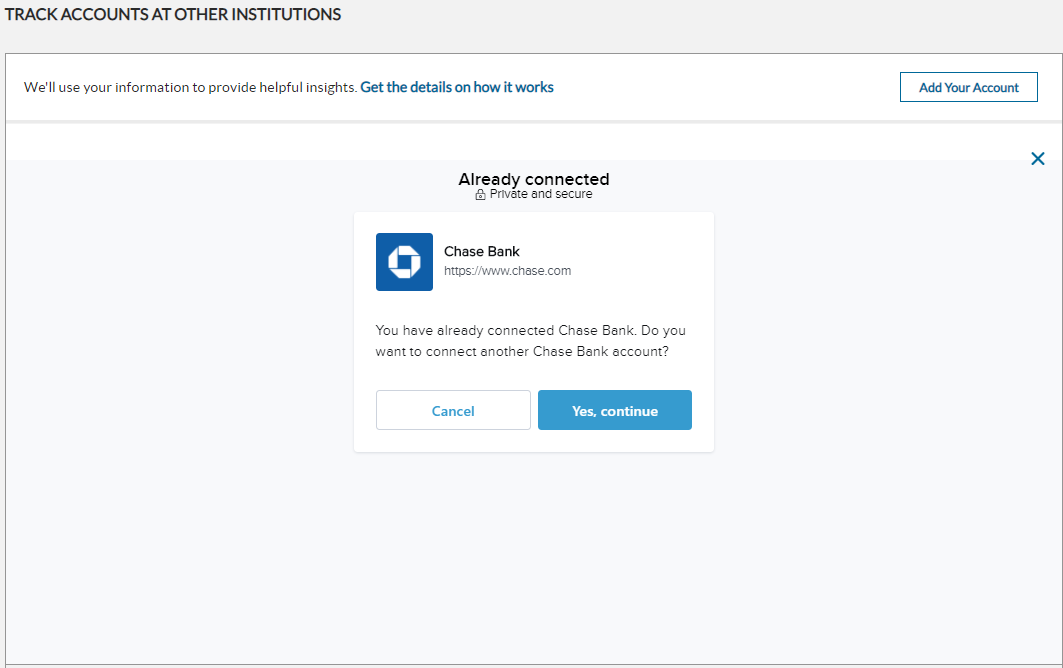 TRACK ACCOUNTS AT OTHER INSTITUTIONS
We'll use your information to provide helpful insights. Get the details on how it works
Add Your Account
Already connected
Private and secure
Chase Bank
https://www.chase.com
You have already connected Chase Bank. Do you
want to connect another Chase Bank account?
Cancel
Yes, continue